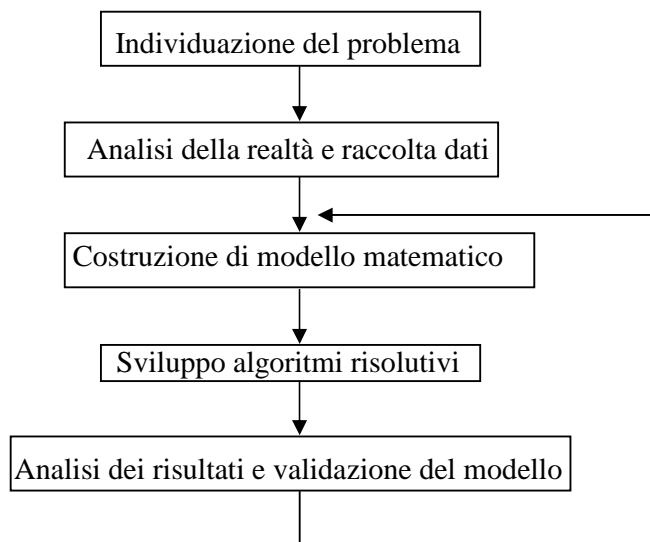 Individuazione del problema
Analisi della realtà e raccolta dati
Costruzione di modello matematico
Sviluppo algoritmi risolutivi
Analisi dei risultati e validazione del modello